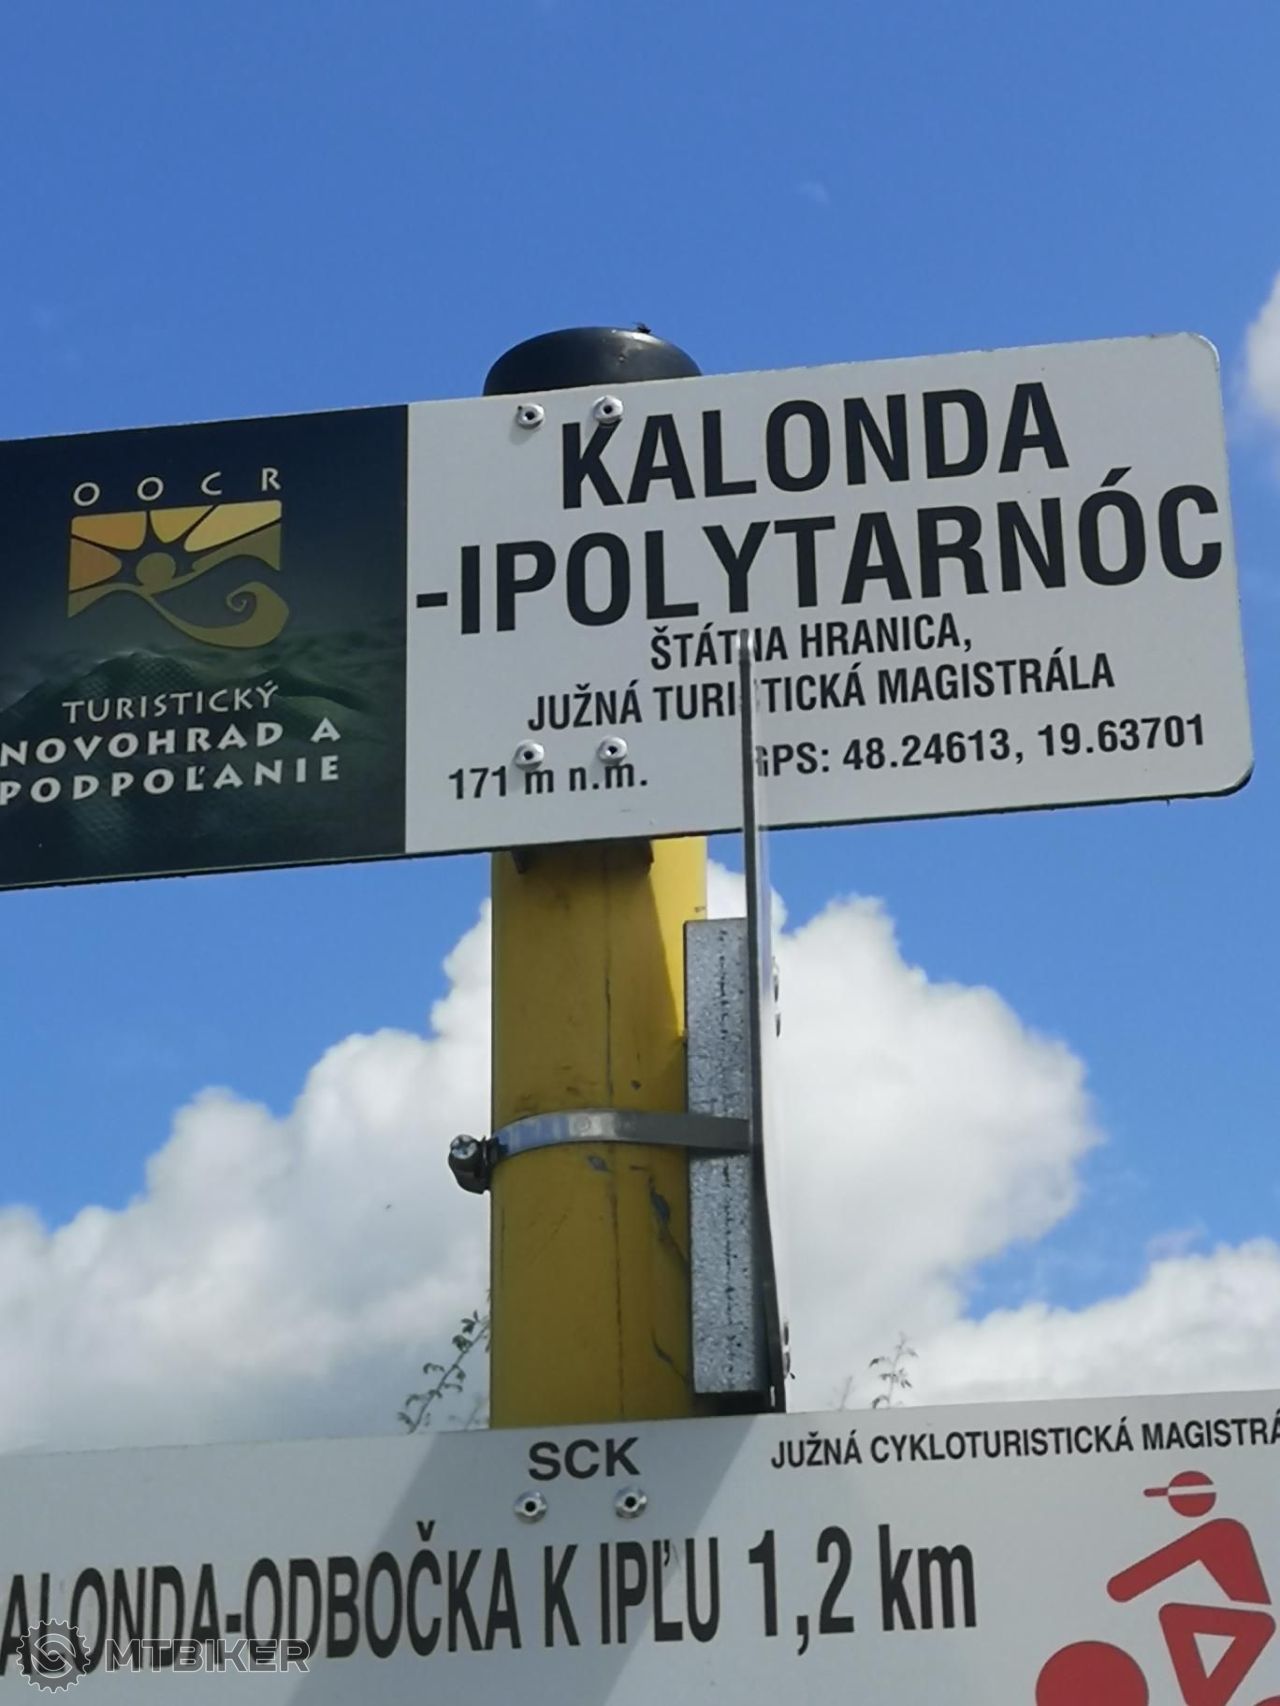 KALONDA
-IPOLYTARNÓC
ŠTÁTNA HRANICA,
JUŽNÁ TURISTICKÁ MAGISTRÁLA
171 m n.m. GPS: 48.24613, 19.63701
OOCR
TURISTICKÝ
NOVOHRAD A
PODPOĽANIE
SCK
JUŽNÁ CYKLOTURISTICKÁ MAGISTRÁ
ALONDA-ODBOČKA K IPĽU 1,2 km
MTBIKER